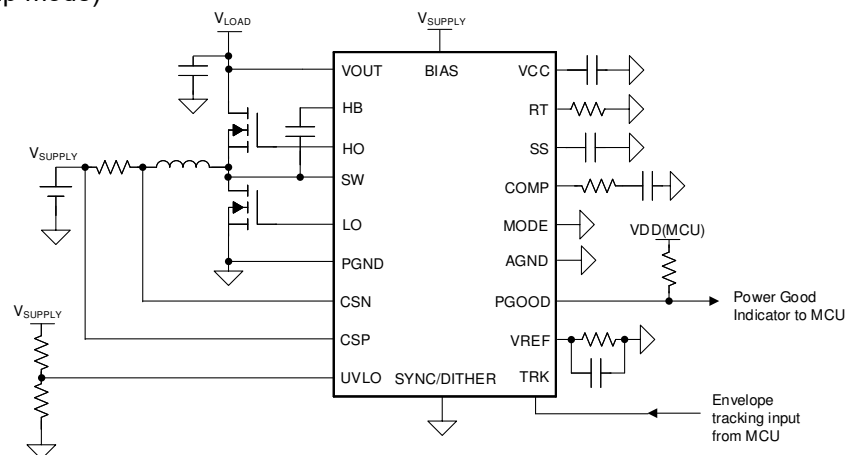 p mode)
VLOAD
VSUPPLY
VOUT
BIAS
VCC
HB
RT
HO
SS
VSUPPLY
SW
COMP
LO
MODE
VDD(MCU)
PGND
AGND
CSN
PGOOD
Power Good
Indicator to MCU
VSUPPLY
CSP
VREF
UVLO
SYNC/DITHER
TRK
Envelope
tracking input
from MCU